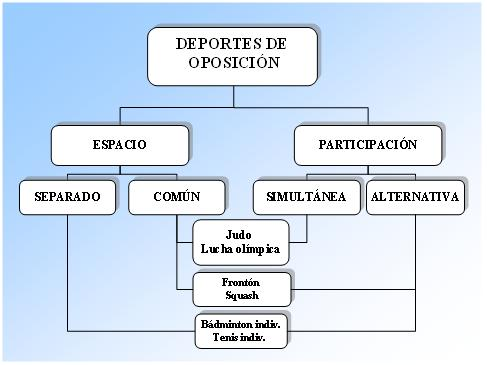 DEPORTES DE
OPOSICIÓN
ESPACIO
PARTICIPACIÓN
SEPARADO
COMÚN
SIMULTÁNEA
ALTERNATIVA
Judo
Lucha olímpica
Frontón
Squash
Bádminton indiv.
Tenis indiv.